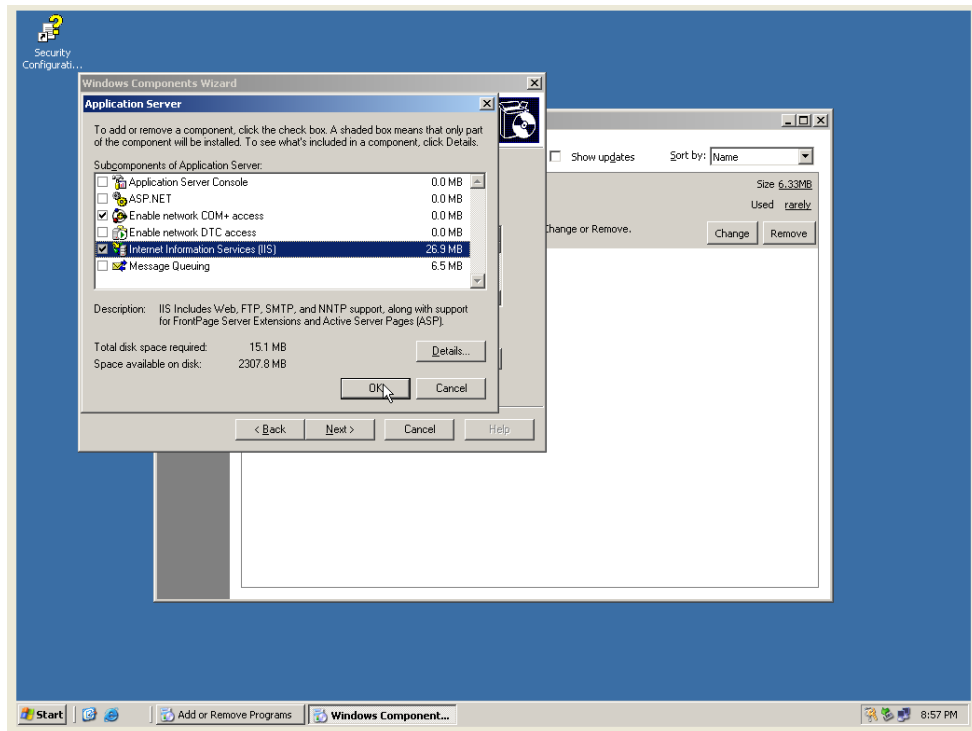 Security
Configurati...
Windows Components Wizard
Application Server
To add or remove a component, click the check box. A shaded box means that only part
of the component will be installed. To see what's included in a component, click Details.
Subcomponents of Application Server:
Application Server Console 0.0 MB
ASP.NET 0.0 MB
Enable network COM+ access 0.0 MB
Enable network DTC access 0.0 MB
Internet Information Services (IIS) 26.9 MB
Message Queuing 6.5 MB
Description: IIS Includes Web, FTP, SMTP, and NNTP support, along with support
for FrontPage Server Extensions and Active Server Pages (ASP).
Total disk space required: 15.1 MB
Space available on disk: 2307.8 MB
Details...
OK Cancel
< Back Next > Cancel Help
Show updates Sort by: Name
Size 6.33MB
Used rarely
Change or Remove.
Change Remove
Start Add or Remove Programs Windows Component... 8:57 PM